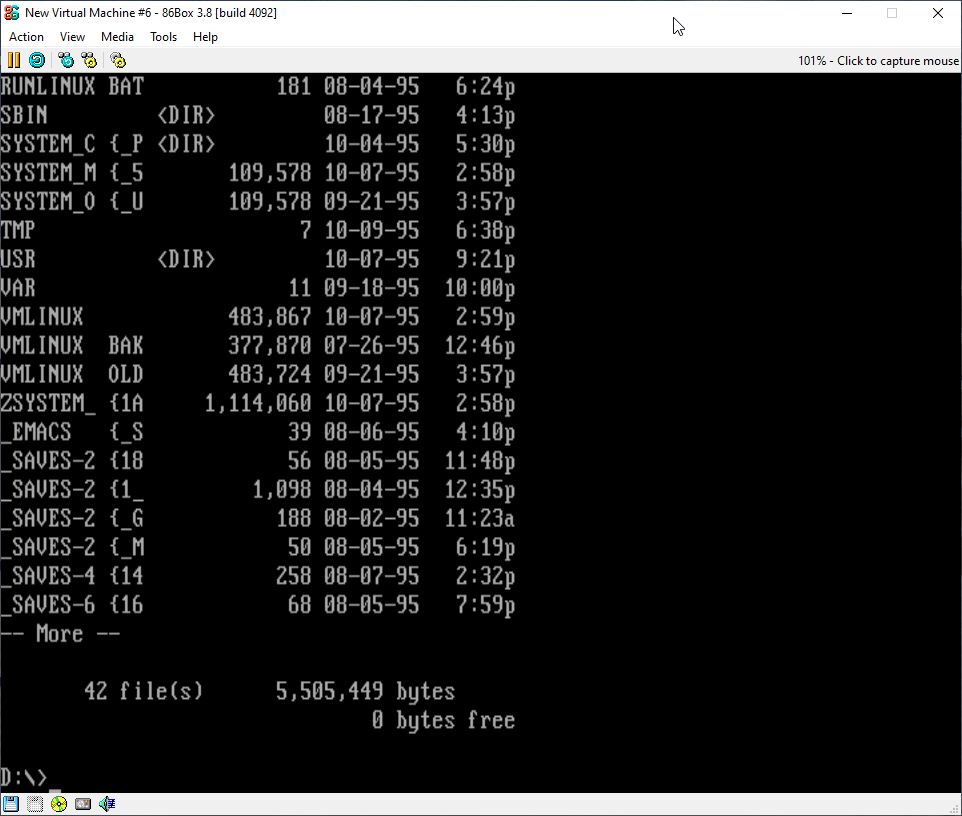 New Virtual Machine #6 - 86Box 3.8 [build 4092]
Action View Media Tools Help
101% - Click to capture mouse
RUNLINUX BAT 181 08-04-95 6:24p
SBIN <DIR> 08-17-95 4:13p
SYSTEM_C {_P <DIR> 10-04-95 5:30p
SYSTEM_M {_5 109,578 10-07-95 2:58p
SYSTEM_O {_U 109,578 09-21-95 3:57p
TMP 7 10-09-95 6:38p
USR <DIR> 10-07-95 9:21p
VAR 11 09-18-95 10:00p
VMLINUX 483,867 10-07-95 2:59p
VMLINUX BAK 377,870 07-26-95 12:46p
VMLINUX OLD 483,724 09-21-95 3:57p
ZSYSTEM_ {1A 1,114,060 10-07-95 2:58p
_EMACS {_S 39 08-06-95 4:10p
_SAVES-2 {18 56 08-05-95 11:48p
_SAVES-2 {1_ 1,098 08-04-95 12:35p
_SAVES-2 {_G 188 08-02-95 11:23a
_SAVES-2 {_M 50 08-05-95 6:19p
_SAVES-4 {14 258 08-07-95 2:32p
_SAVES-6 {16 68 08-05-95 7:59p
-- More --
42 file(s) 5,505,449 bytes
0 bytes free
D:\>_